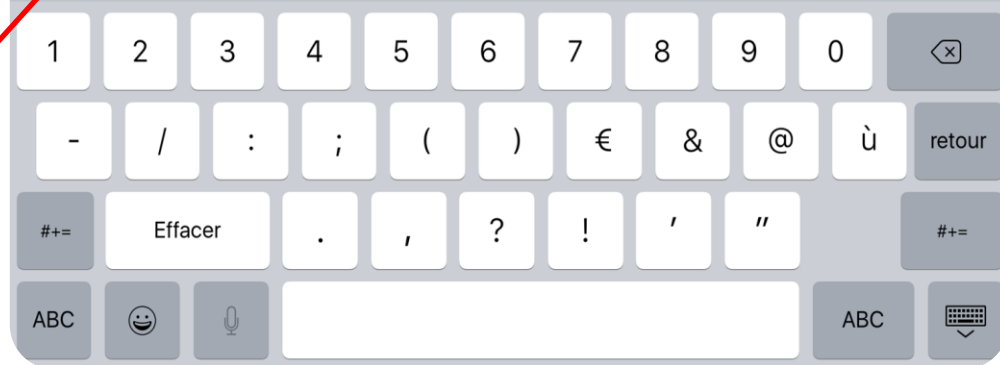 1 2 3 4 5 6 7 8 9 0
- / : ; ( ) € & @ ù retour
#+= Effacer . , ? ! ′ ″ #+=
ABC ABC